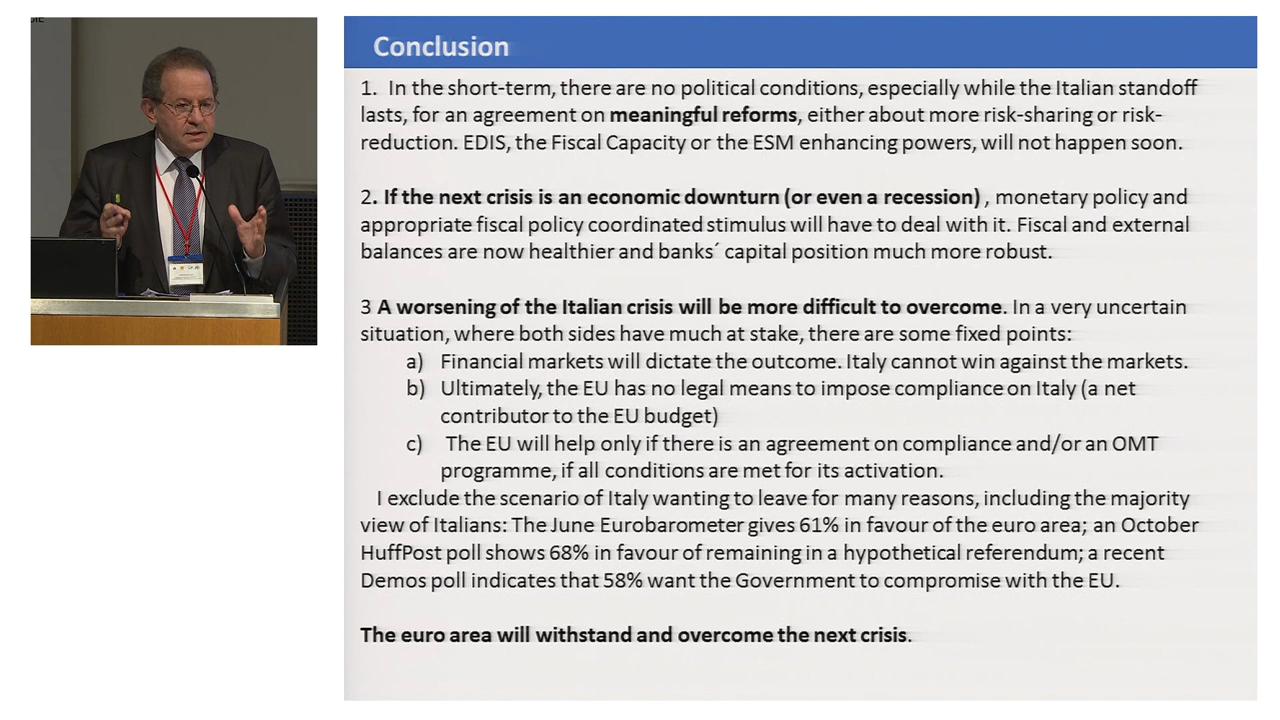 Conclusion
1. In the short-term, there are no political conditions, especially while the Italian standoff
lasts, for an agreement on meaningful reforms, either about more risk-sharing or risk-
reduction. EDIS, the Fiscal Capacity or the ESM enhancing powers, will not happen soon.
2. If the next crisis is an economic downturn (or even a recession) , monetary policy and
appropriate fiscal policy coordinated stimulus will have to deal with it. Fiscal and external
balances are now healthier and banks´ capital position much more robust.
3 A worsening of the Italian crisis will be more difficult to overcome. In a very uncertain
situation, where both sides have much at stake, there are some fixed points:
a) Financial markets will dictate the outcome. Italy cannot win against the markets.
b) Ultimately, the EU has no legal means to impose compliance on Italy (a net
contributor to the EU budget)
c) The EU will help only if there is an agreement on compliance and/or an OMT
programme, if all conditions are met for its activation.
I exclude the scenario of Italy wanting to leave for many reasons, including the majority
view of Italians: The June Eurobarometer gives 61% in favour of the euro area; an October
HuffPost poll shows 68% in favour of remaining in a hypothetical referendum; a recent
Demos poll indicates that 58% want the Government to compromise with the EU.
The euro area will withstand and overcome the next crisis.